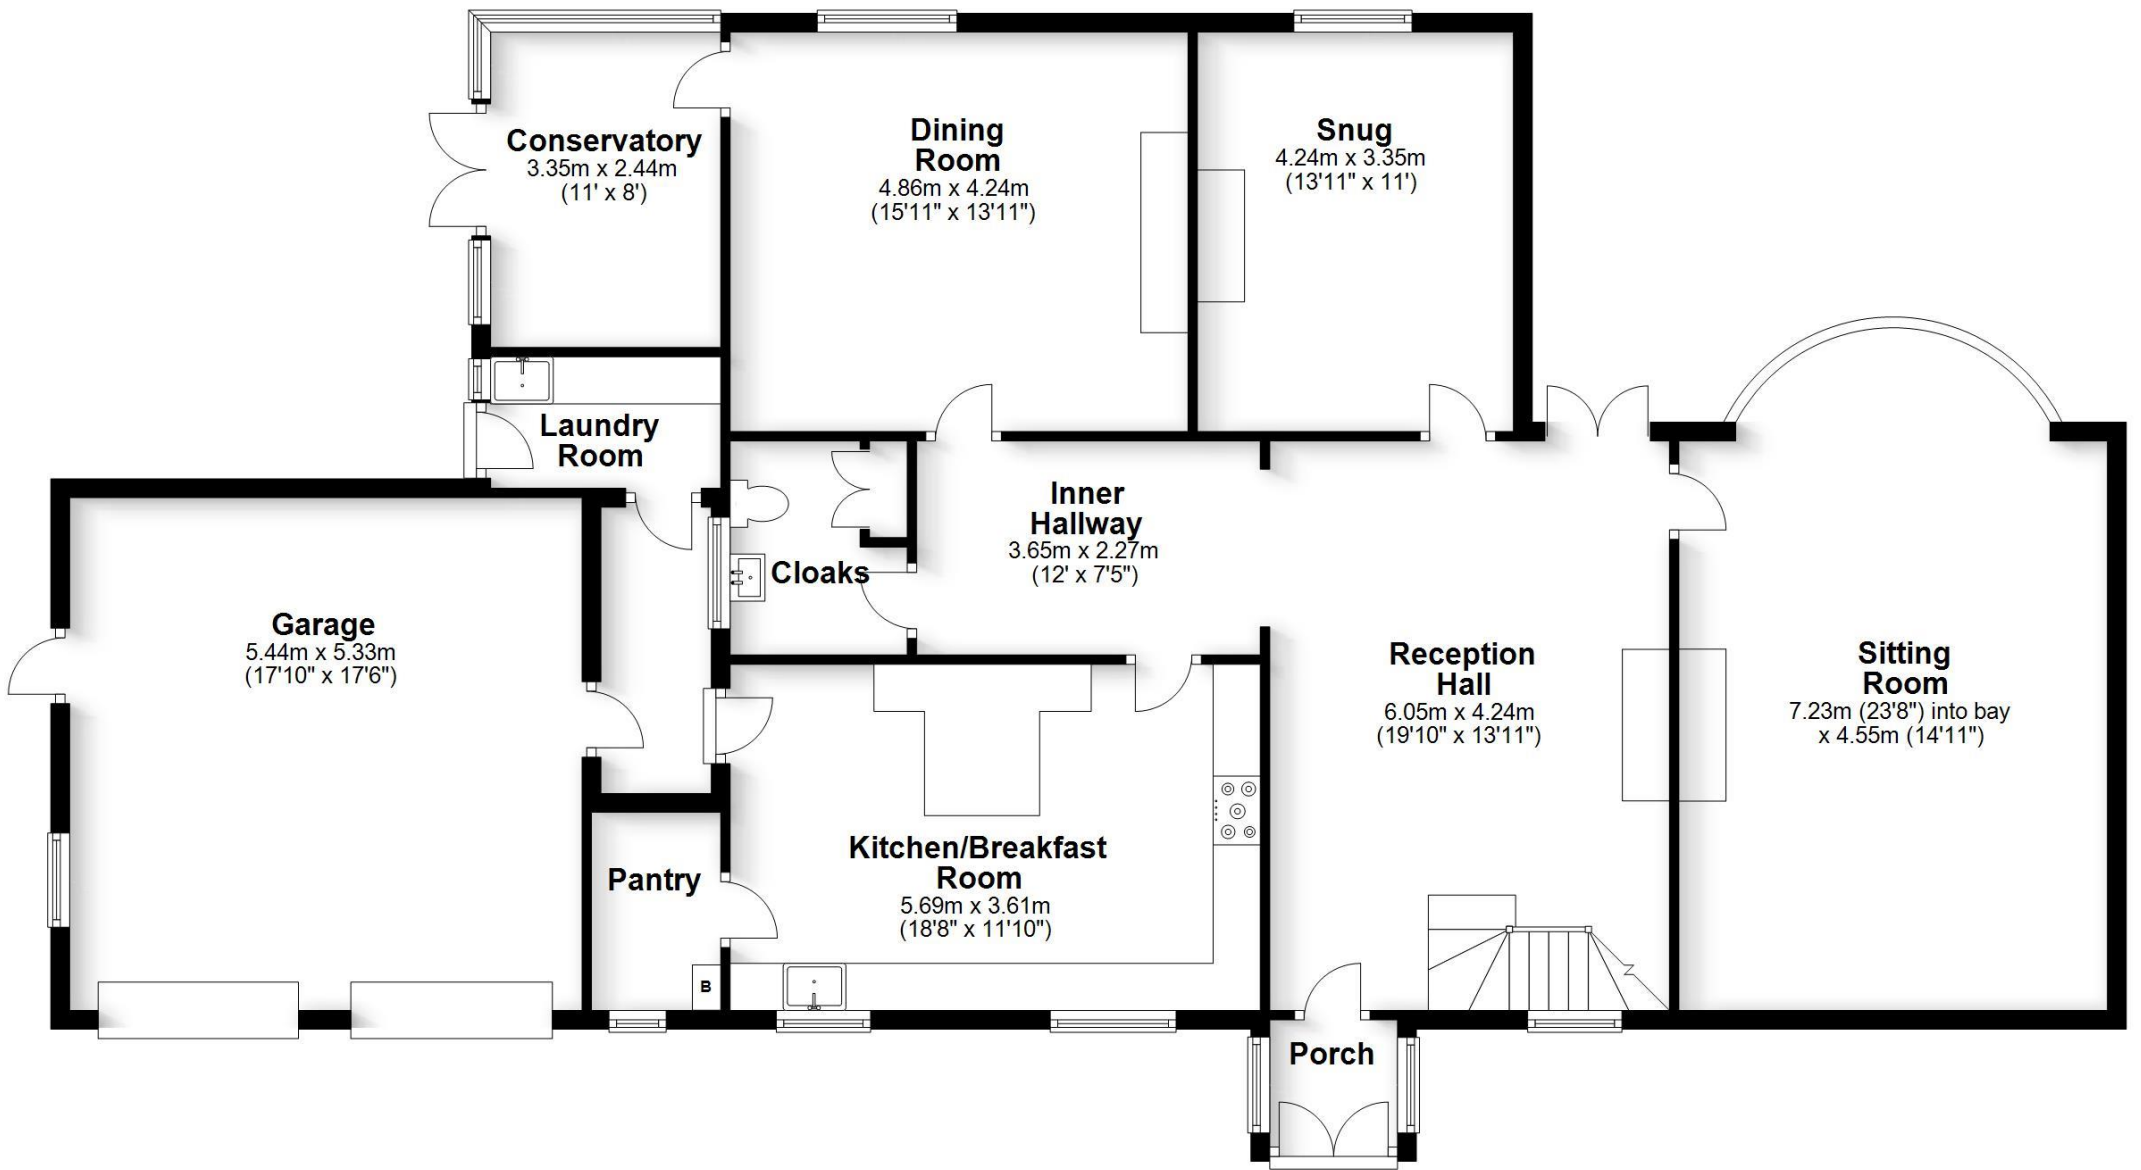 Conservatory
3.35m x 2.44m
(11' x 8')
Dining
Room
4.86m x 4.24m
(15'11" x 13'11")
Snug
4.24m x 3.35m
(13'11" x 11')
Laundry
Room
Inner
Hallway
3.65m x 2.27m
(12' x 7'5")
Cloaks
Garage
5.44m x 5.33m
(17'10" x 17'6")
Reception
Hall
6.05m x 4.24m
(19'10" x 13'11")
Sitting
Room
7.23m (23'8") into bay
x 4.55m (14'11")
Kitchen/Breakfast
Room
5.69m x 3.61m
(18'8" x 11'10")
Pantry
B
Porch